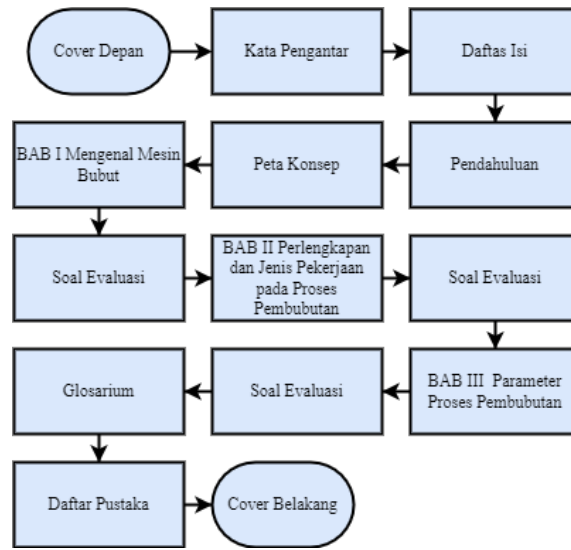 Cover Depan
Kata Pengantar
Daftas Isi
Pendahuluan
Peta Konsep
BAB I Mengenal Mesin
Bubut
Soal Evaluasi
BAB II Perlengkapan
dan Jenis Pekerjaan
pada Proses
Pembubutan
Soal Evaluasi
BAB III Parameter
Proses Pembubutan
Soal Evaluasi
Glosarium
Daftar Pustaka
Cover Belakang